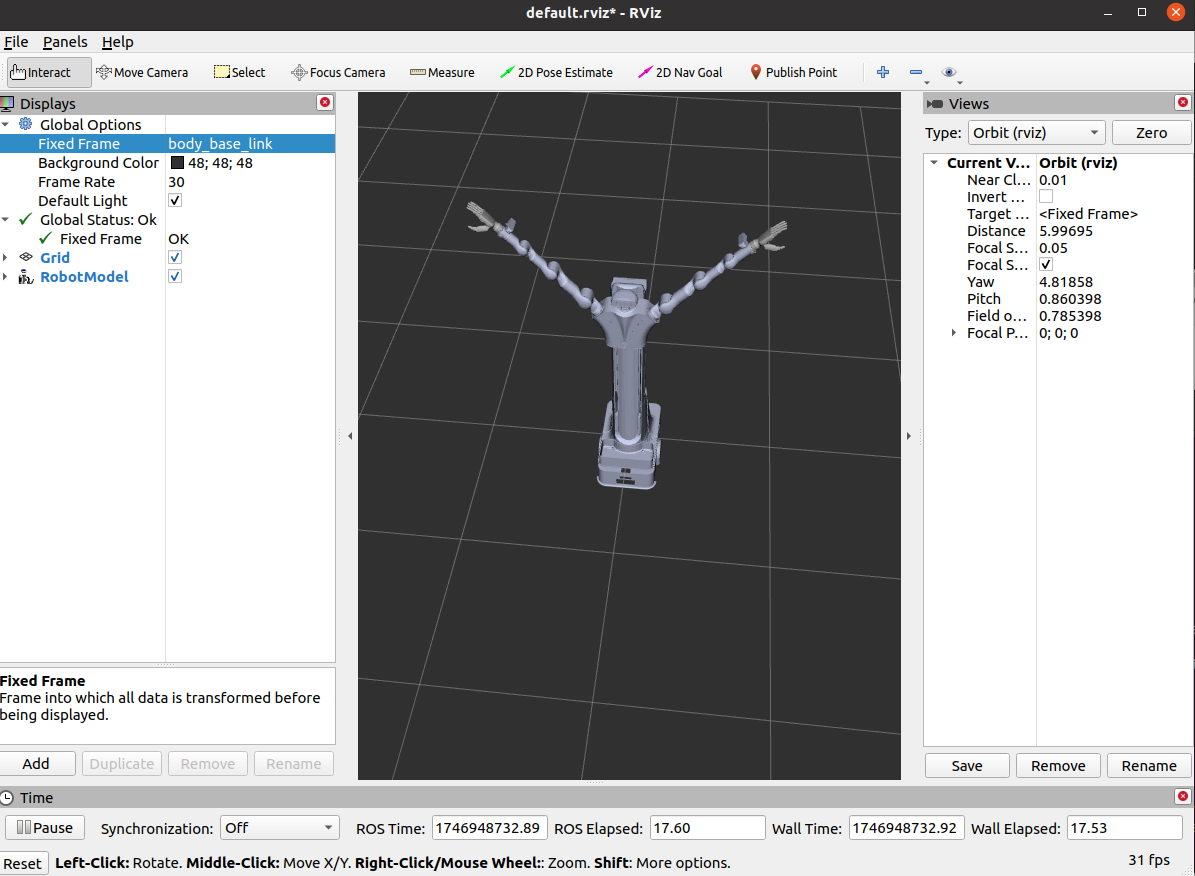 default.rviz* - RViz
File Panels Help
Interact Move Camera Select Focus Camera Measure 2D Pose Estimate 2D Nav Goal Publish Point
Displays
Global Options
Fixed Frame body_base_link
Background Color 48; 48; 48
Frame Rate 30
Default Light
Global Status: Ok
Fixed Frame OK
Grid
RobotModel
Fixed Frame
Frame into which all data is transformed before
being displayed.
Add Duplicate Remove Rename
Views
Type: Orbit (rviz) Zero
Current V... Orbit (rviz)
Near Cl... 0.01
Invert ...
Target ... <Fixed Frame>
Distance 5.99695
Focal S... 0.05
Focal S...
Yaw 4.81858
Pitch 0.860398
Field o... 0.785398
Focal P... 0; 0; 0
Save Remove Rename
Time
Pause Synchronization: Off ROS Time: 1746948732.89 ROS Elapsed: 17.60 Wall Time: 1746948732.92 Wall Elapsed: 17.53
Reset Left-Click: Rotate. Middle-Click: Move X/Y. Right-Click/Mouse Wheel:: Zoom. Shift: More options. 31 fps